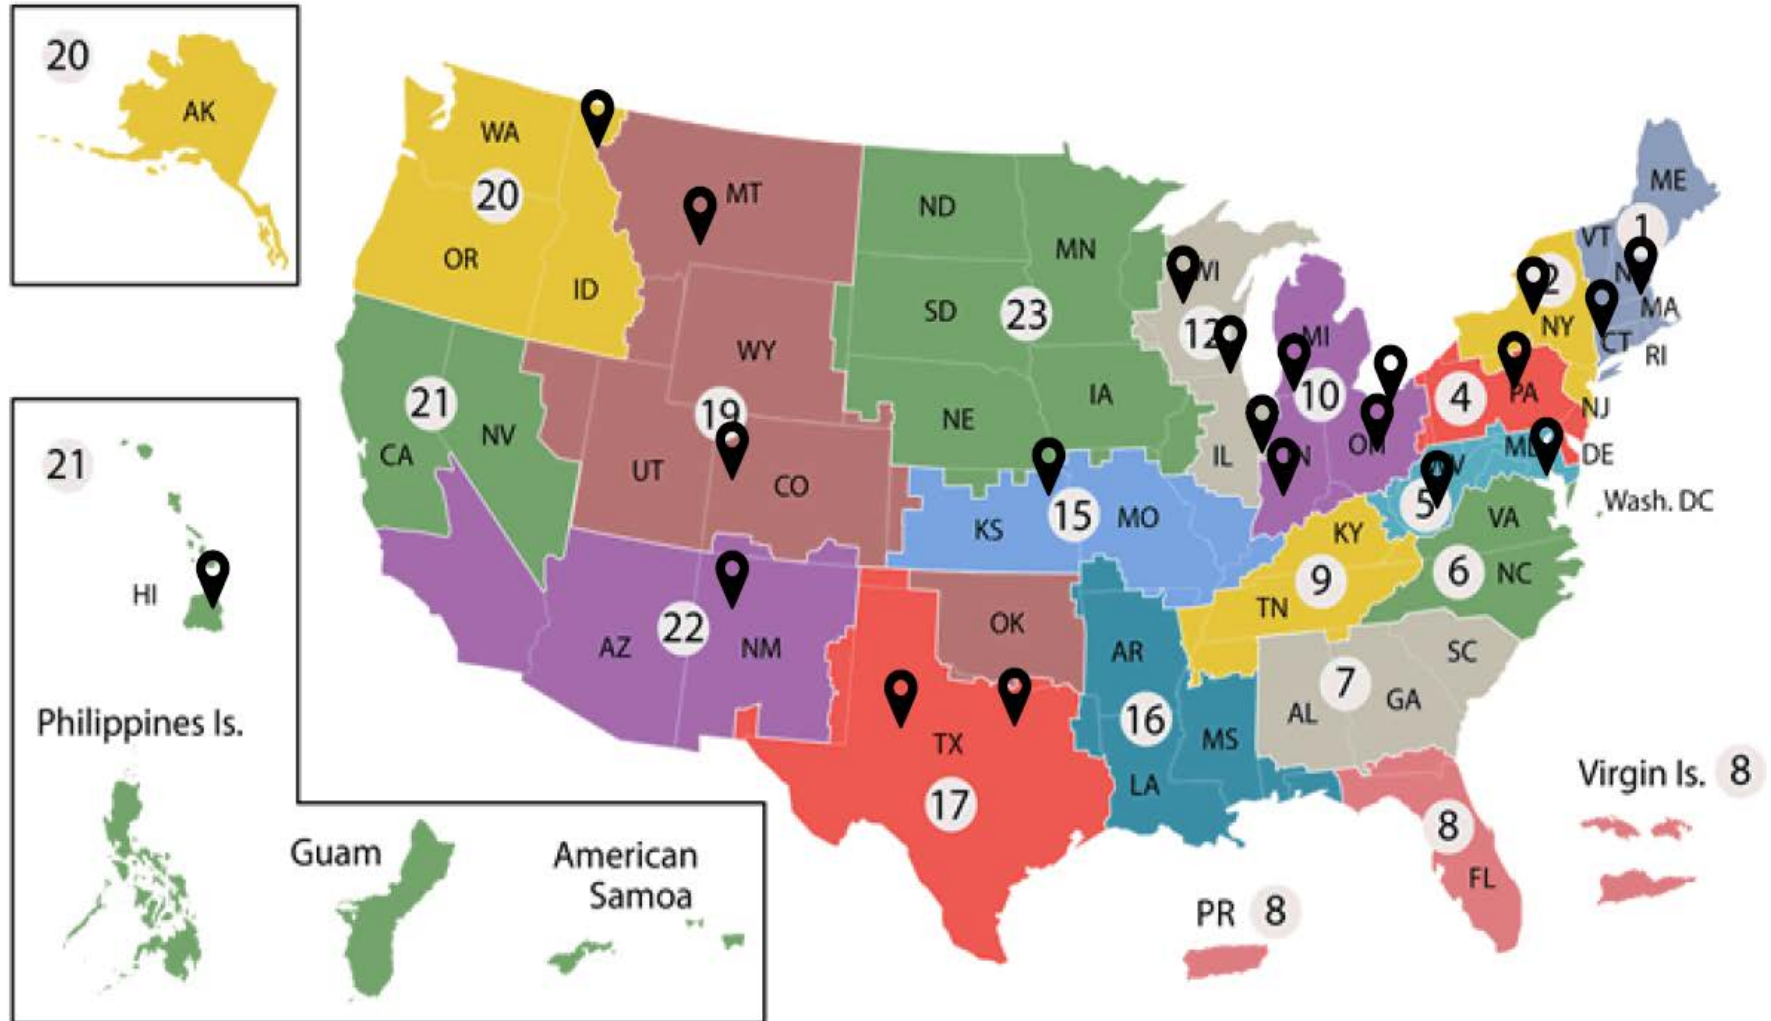 20
AK
WA
20
OR
ID
MT
ND
MN
SD
23
WY
19
NE
IA
21
NV
CA
UT
CO
KS
15
MO
12
IL
MI
10
ME
1
VT
2
NY
MA
CT
RI
4
PA
NJ
DE
Wash. DC
5
VA
6
NC
KY
9
TN
22
AZ
NM
OK
AR
TX
17
16
LA
MS
7
AL
GA
SC
8
FL
Virgin Is. 8
PR 8
21
HI
Philippines Is.
Guam
American
Samoa